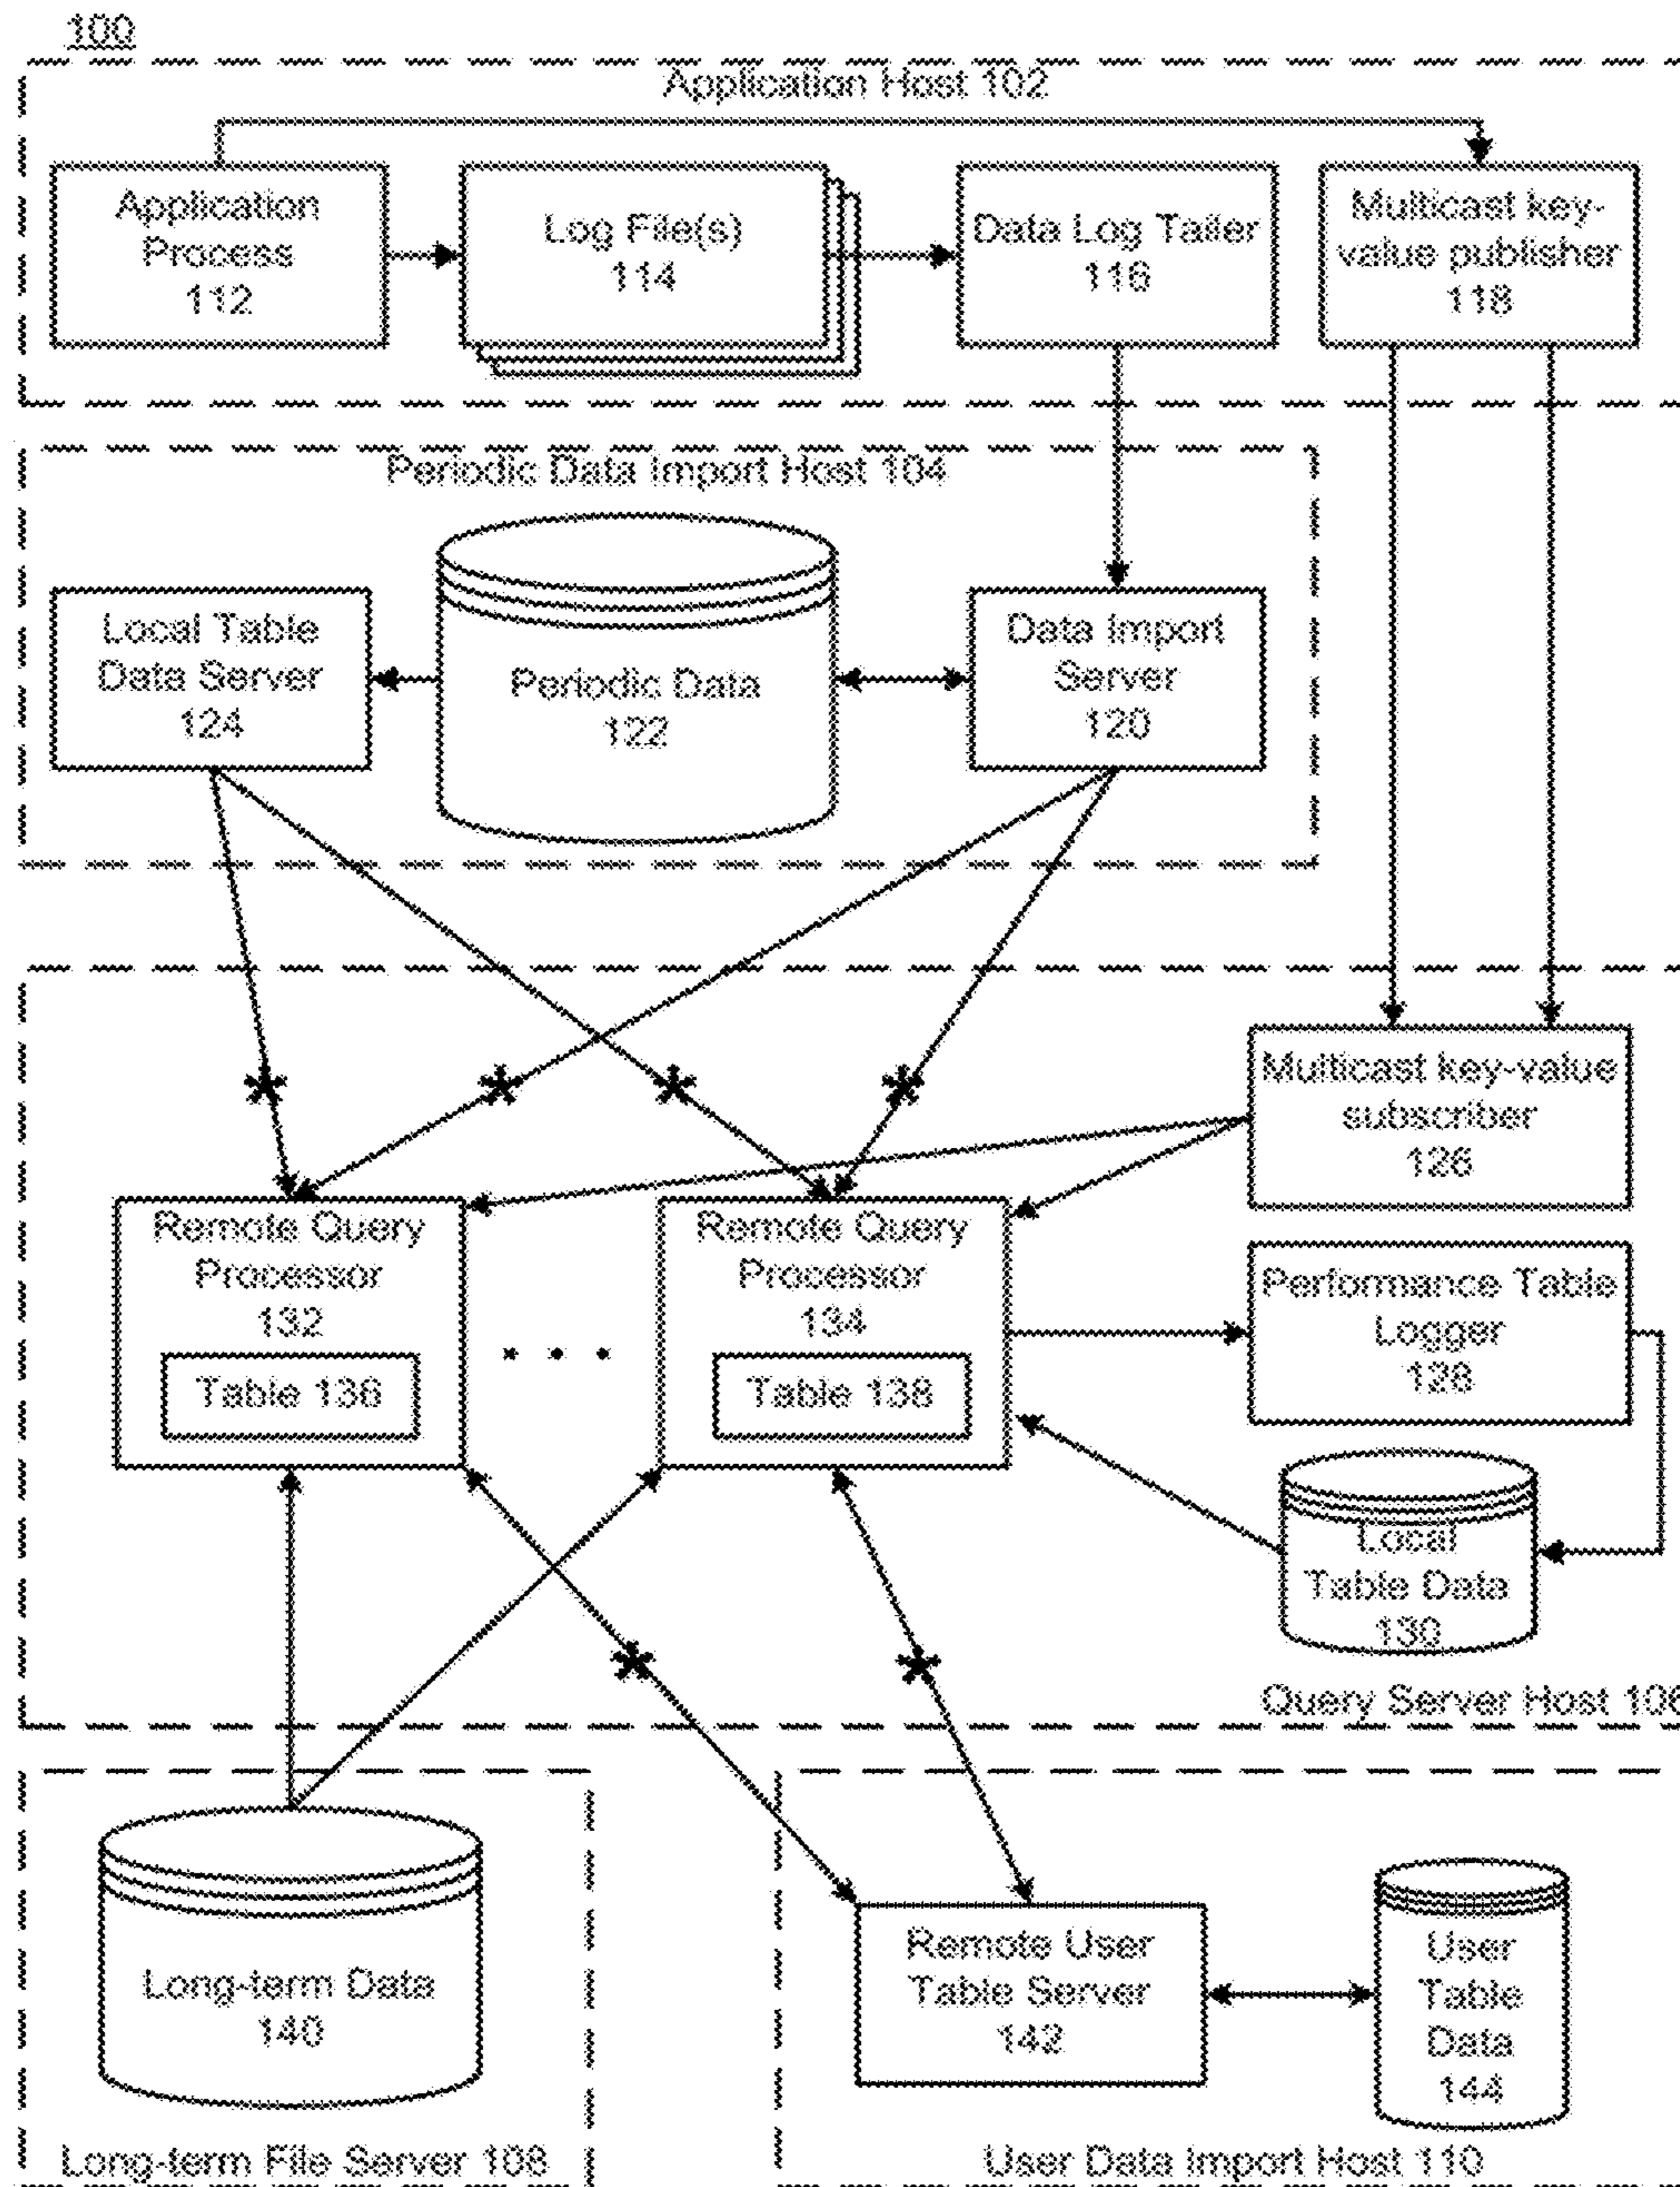 100
Application Host 102
Application
Process
112
Log File(s)
114
Data Log Tailer
116
Multicast key-
value publisher
118
Periodic Data Import Host 104
Local Table
Data Server
124
Periodic Data
122
Data Import
Server
120
Multicast key-value
subscriber
126
Remote Query
Processor
132
Table 136
. . .
Remote Query
Processor
134
Table 138
Performance Table
Logger
128
Local
Table Data
130
Query Server Host 106
Long-term Data
140
Long-term File Server 108
Remote User
Table Server
142
User
Table
Data
144
User Data Import Host 110